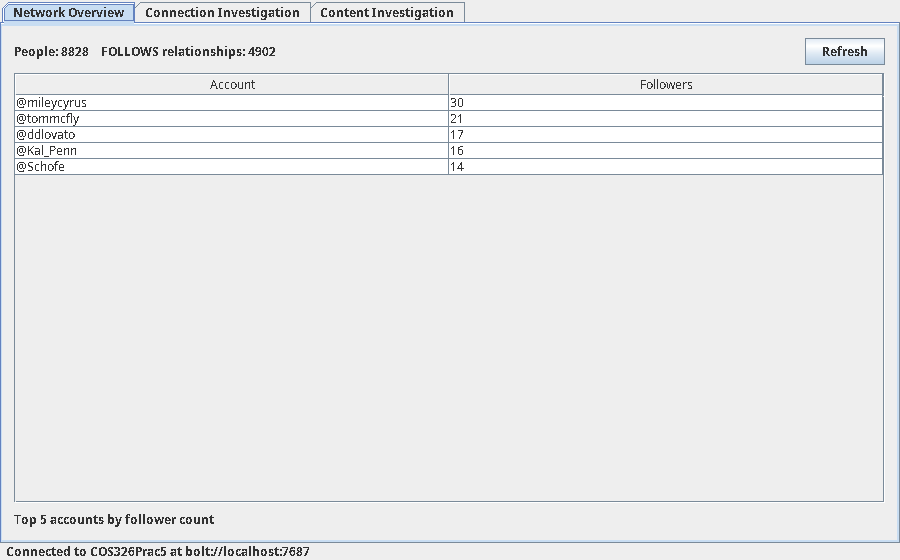 Network Overview Connection Investigation Content Investigation
People: 8828 FOLLOWS relationships: 4902 Refresh
Account Followers
@mileycyrus 30
@tommcfly 21
@ddlovato 17
@Kal_Penn 16
@Schofe 14
Top 5 accounts by follower count
Connected to COS326Prac5 at bolt://localhost:7687